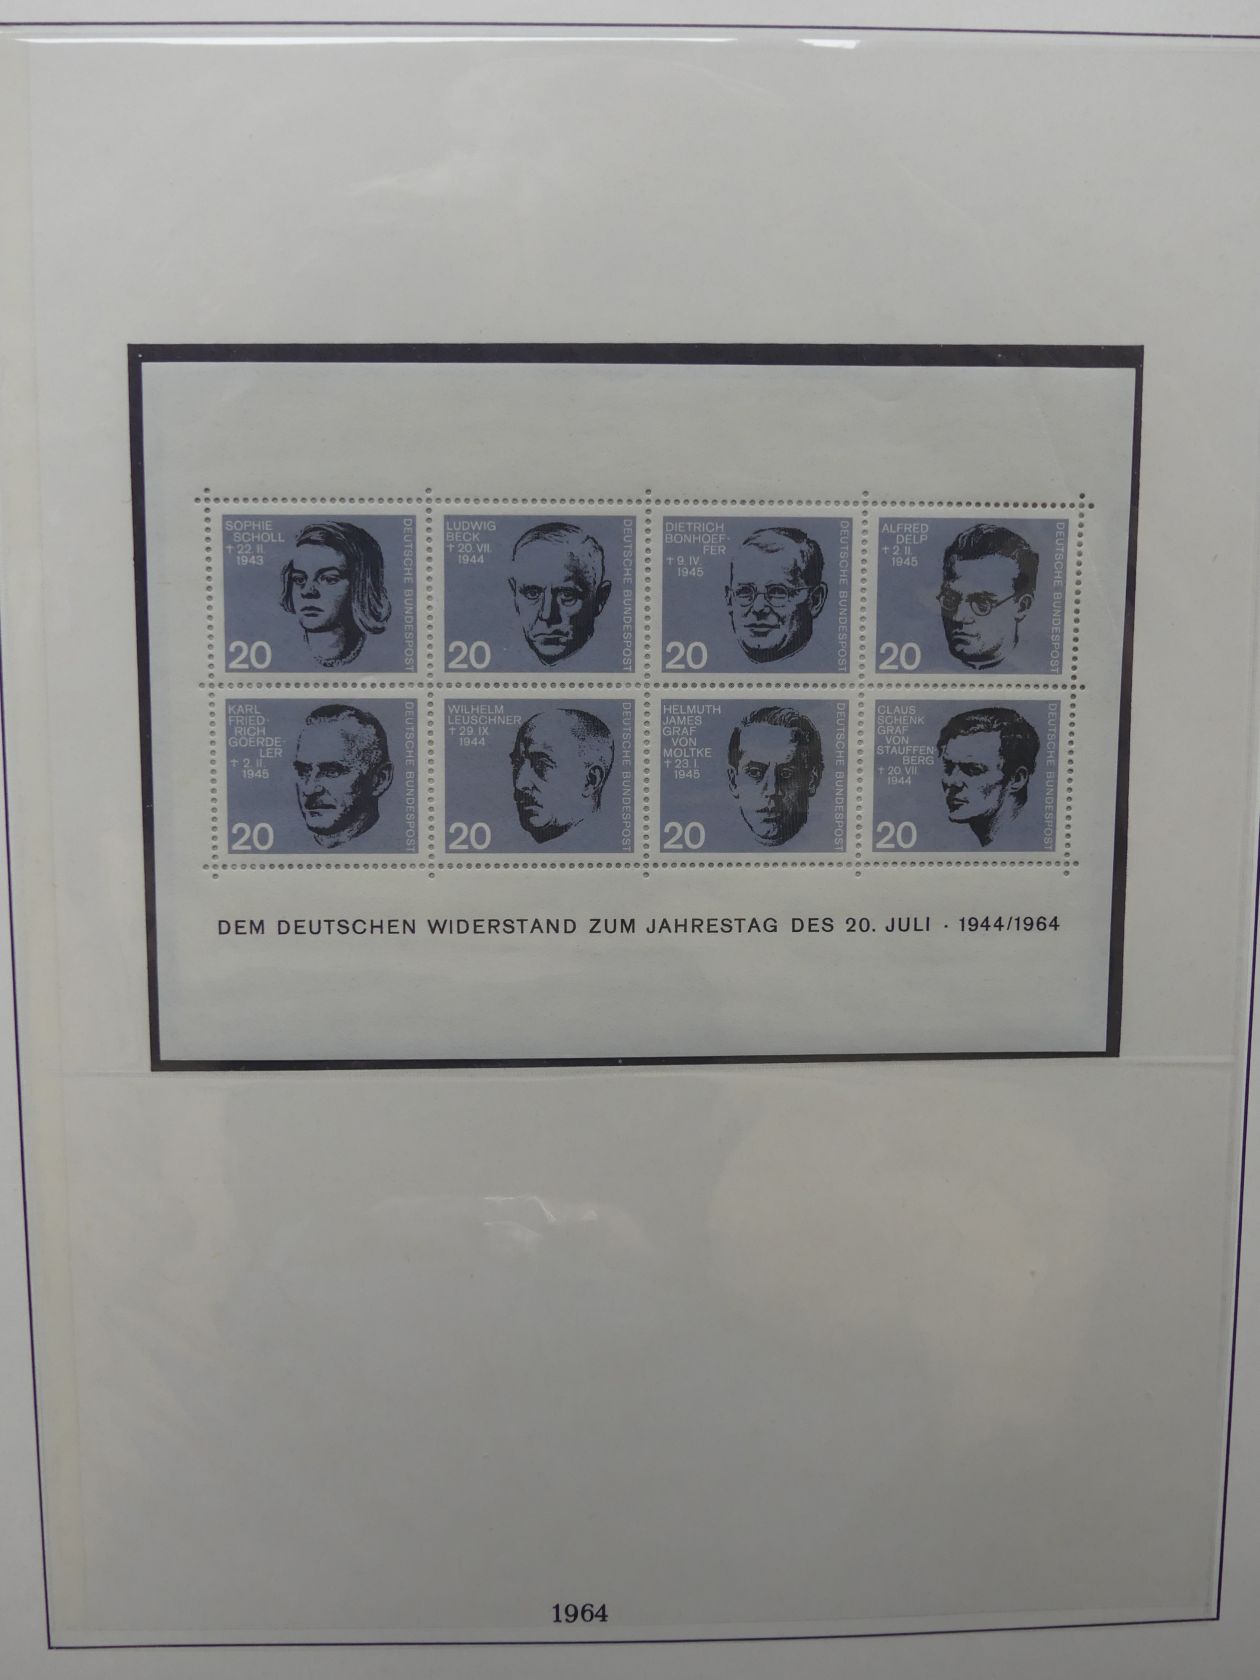 SOPHIE
SCHOLL
† 22. II.
1943
DEUTSCHE BUNDESPOST
20
LUDWIG
BECK
† 20. VII.
1944
DEUTSCHE BUNDESPOST
20
DIETRICH
BONHOEF-
FER
† 9. IV.
1945
DEUTSCHE BUNDESPOST
20
ALFRED
DELP
† 2. II.
1945
DEUTSCHE BUNDESPOST
20
KARL
FRIED-
RICH
GOERDE-
LER
† 2. II.
1945
DEUTSCHE BUNDESPOST
20
WILHELM
LEUSCHNER
† 29. IX.
1944
DEUTSCHE BUNDESPOST
20
HELMUTH
JAMES
GRAF
VON
MOLTKE
† 23. I.
1945
DEUTSCHE BUNDESPOST
20
CLAUS
SCHENK
GRAF
VON
STAUFFEN-
BERG
† 20. VII.
1944
DEUTSCHE BUNDESPOST
20
DEM DEUTSCHEN WIDERSTAND ZUM JAHRESTAG DES 20. JULI · 1944/1964
1964